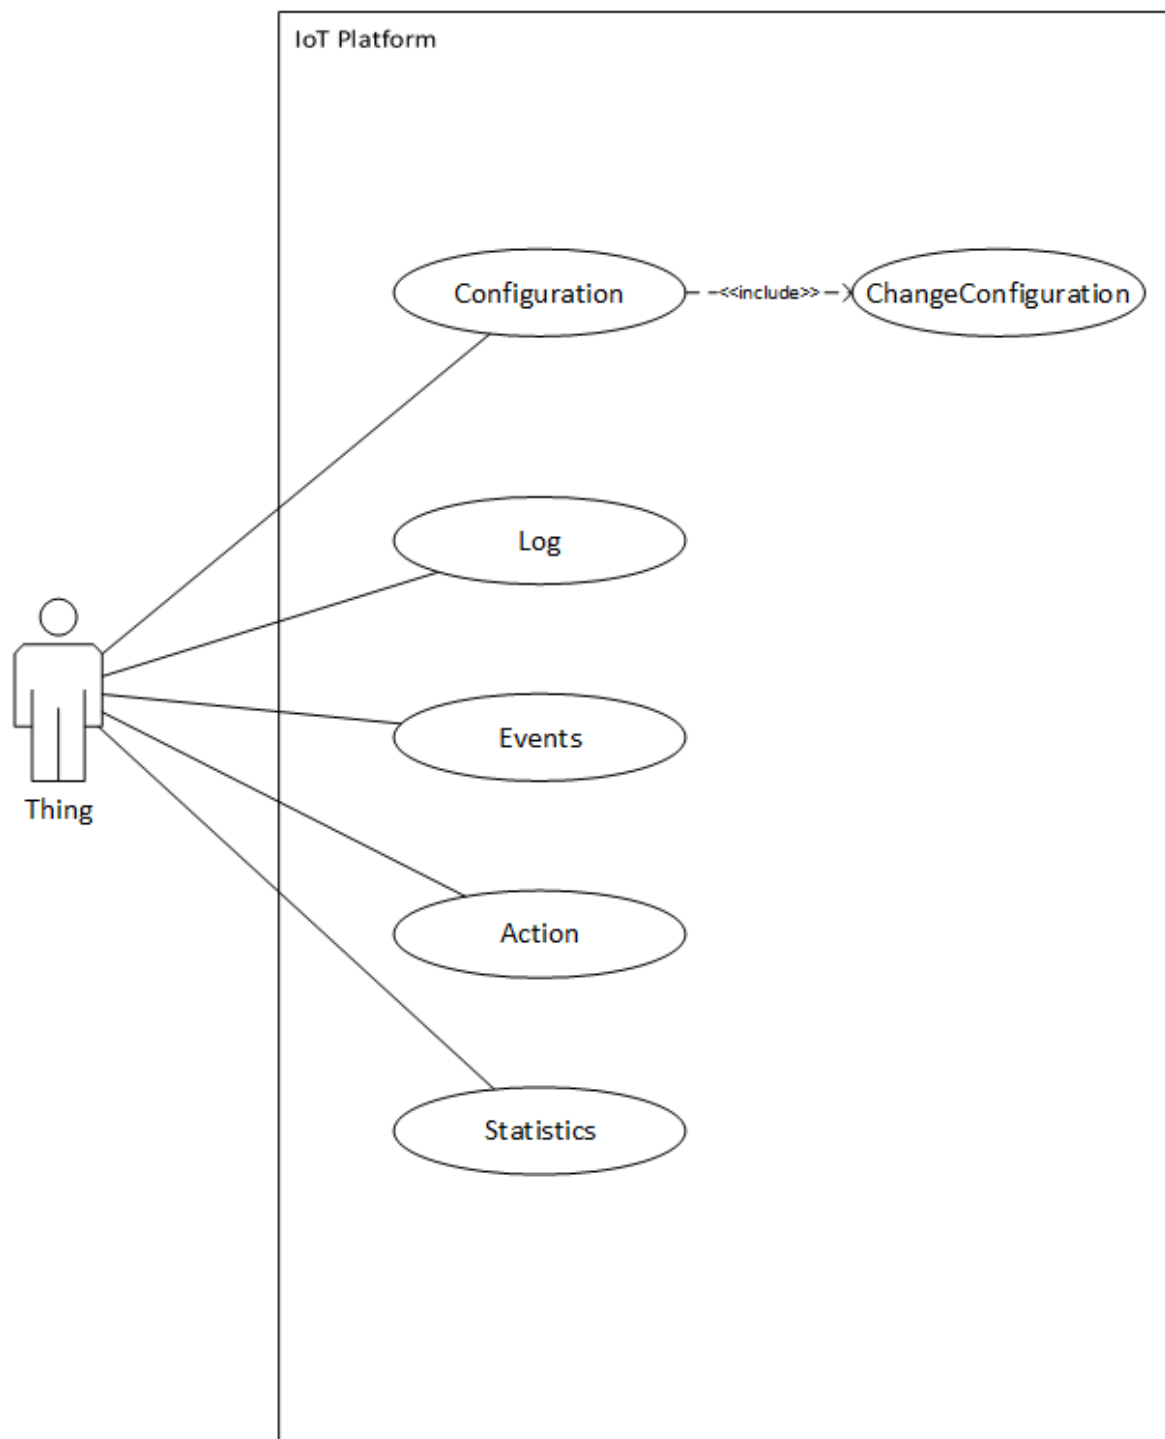 IoT Platform
Configuration
<<include>>
ChangeConfiguration
Log
Events
Thing
Action
Statistics